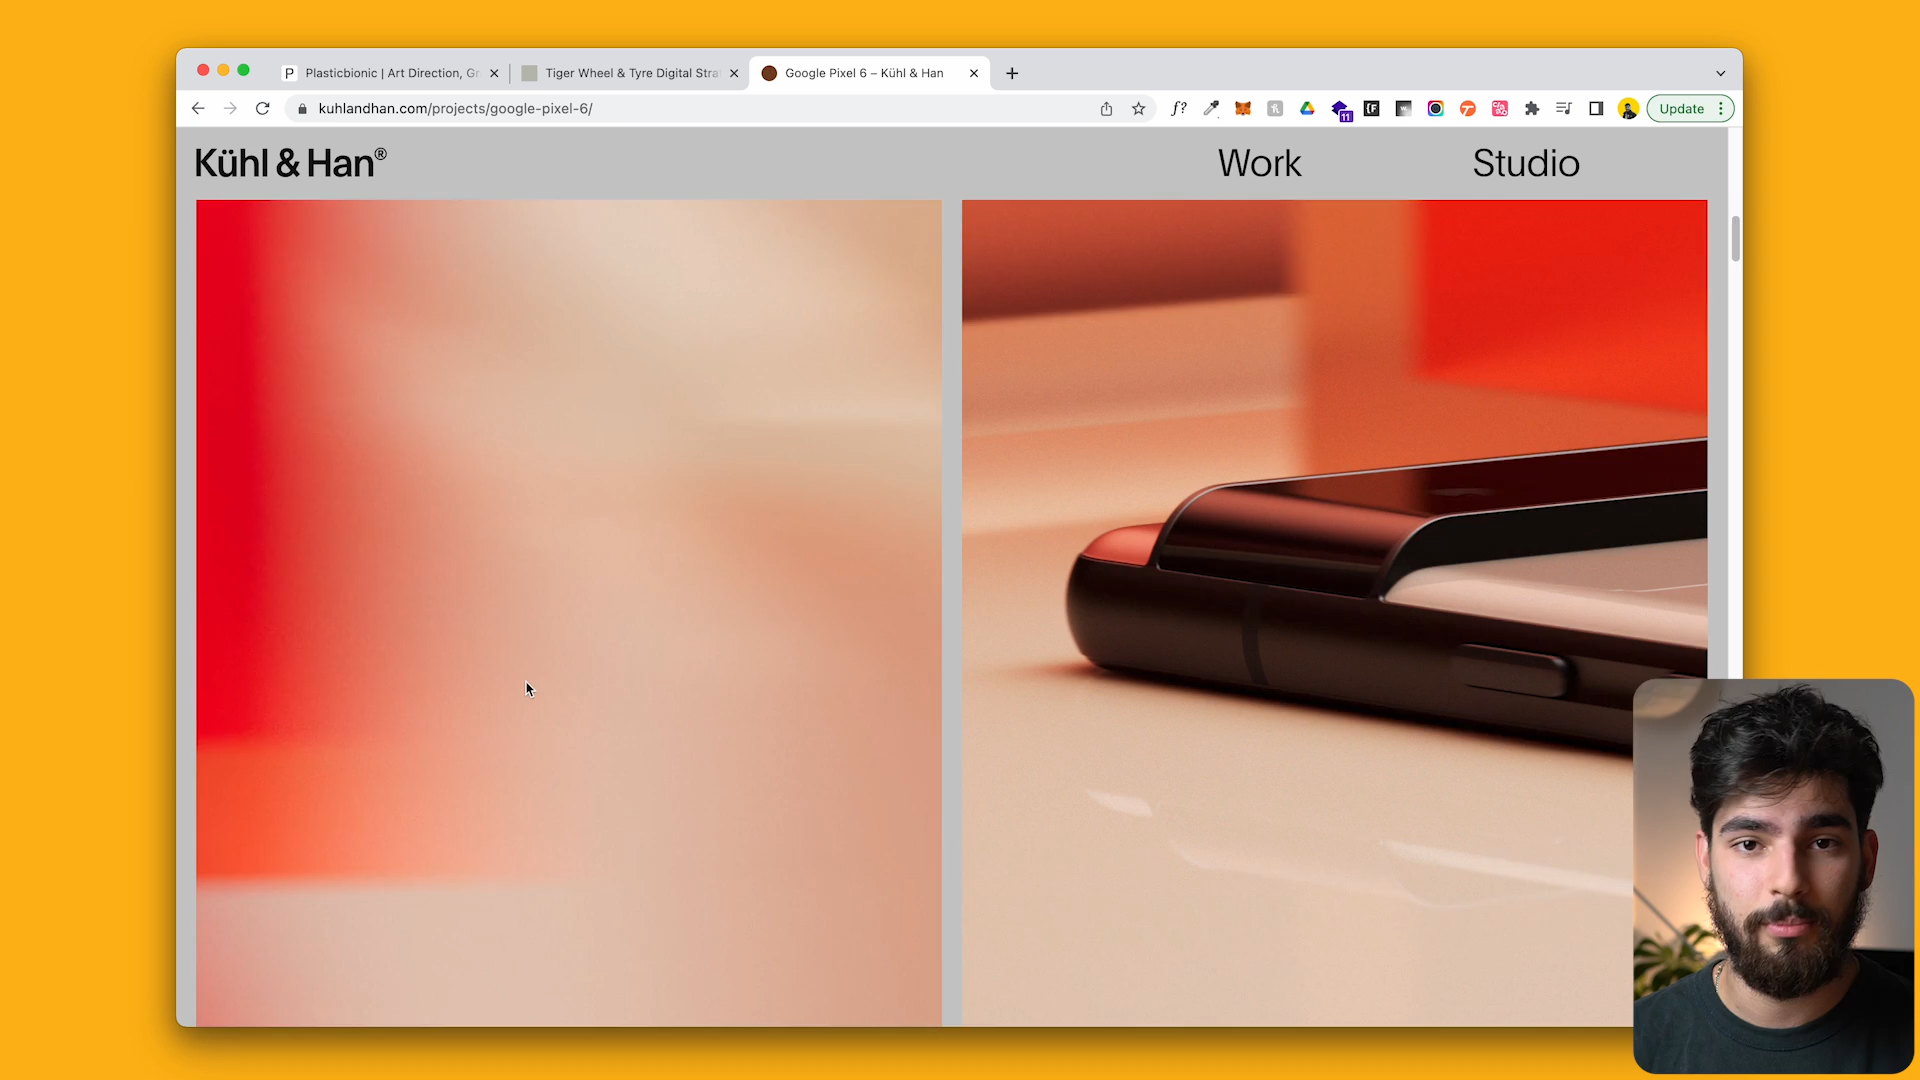 P Plasticbionic | Art Direction, Gr
Tiger Wheel & Tyre Digital Stra
Google Pixel 6 – Kühl & Han
kuhlandhan.com/projects/google-pixel-6/
f?
11
Update
Kühl & Han®
Work
Studio